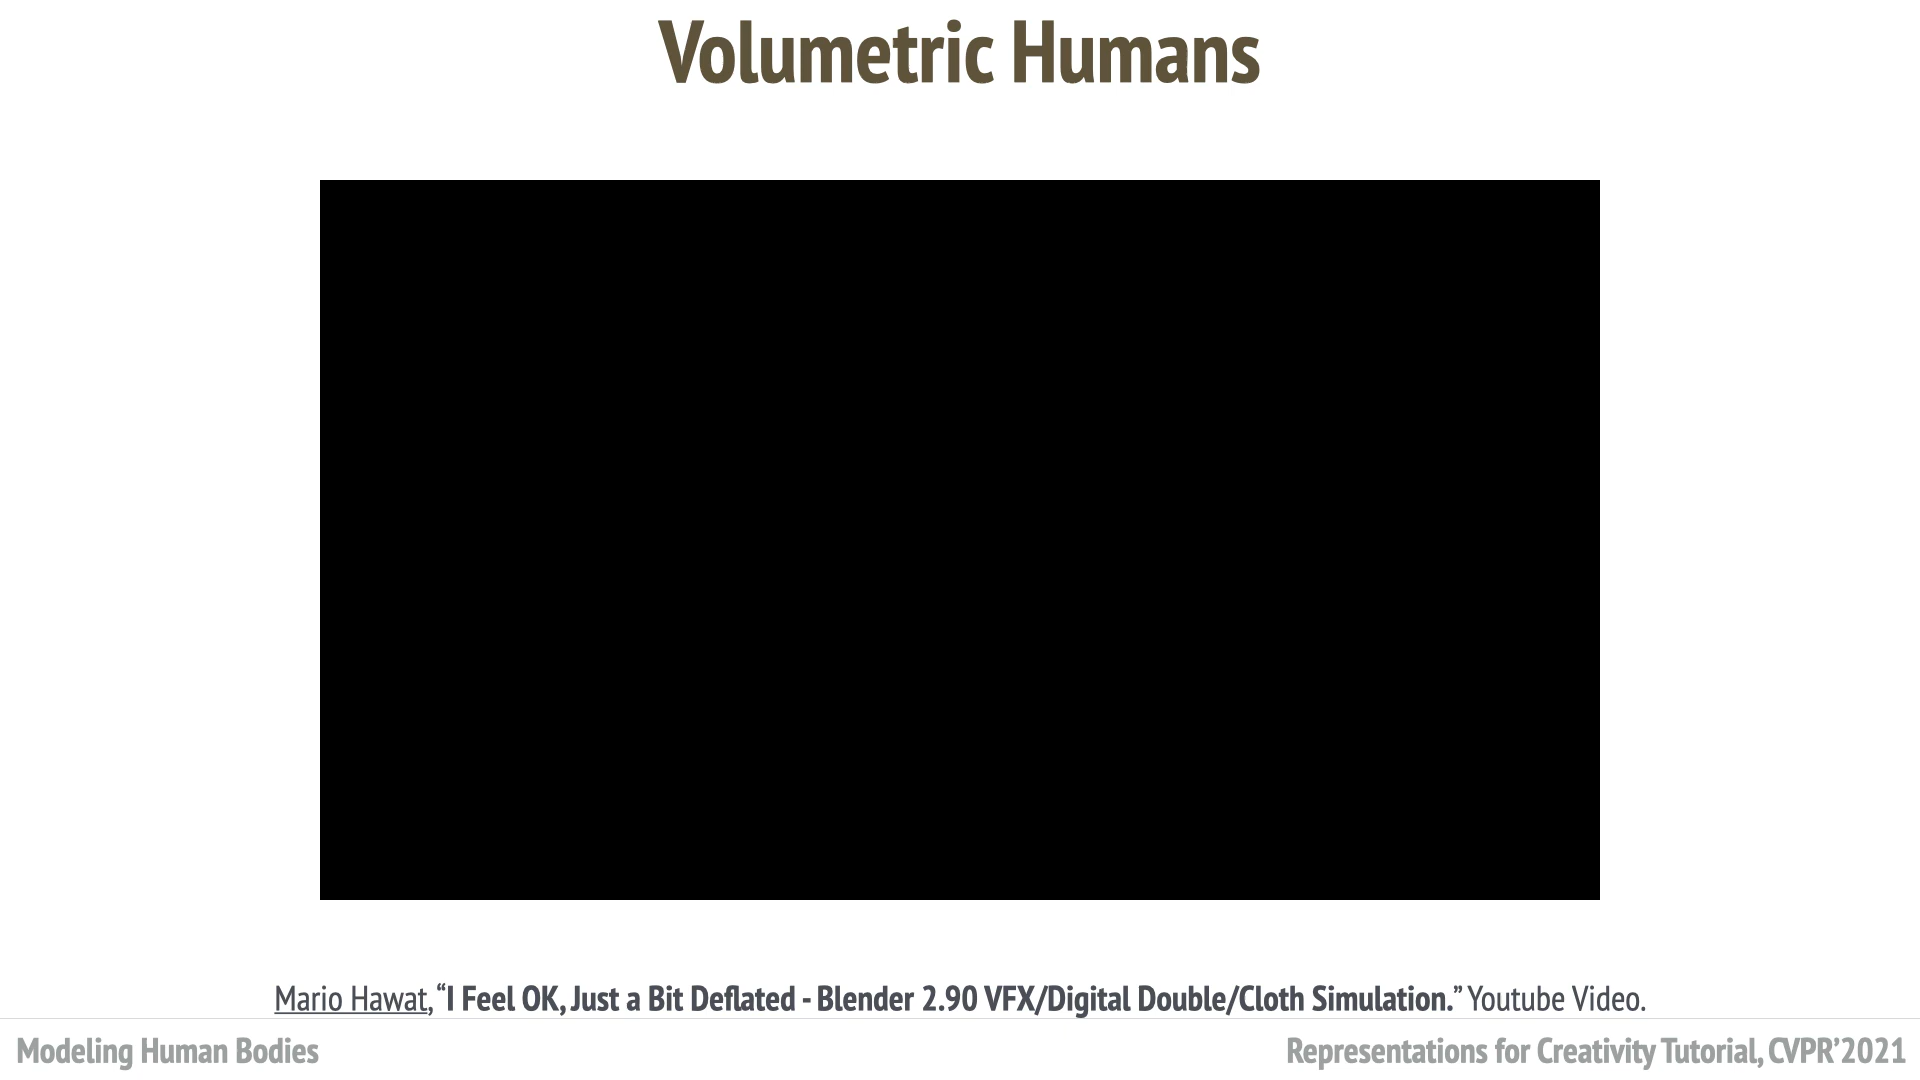 Volumetric Humans
Mario Hawat, “I Feel OK, Just a Bit Deflated - Blender 2.90 VFX/Digital Double/Cloth Simulation.” Youtube Video.
Modeling Human Bodies
Representations for Creativity Tutorial, CVPR’2021